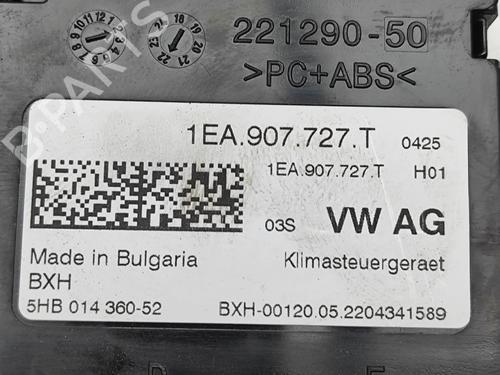 221290-50
>PC+ABS<
1EA.907.727.T 0425
1EA.907.727.T H01
03S VW AG
Made in Bulgaria Klimasteuergeraet
BXH
5HB 014 360-52 BXH-00120.05.2204341589
B-PARTS